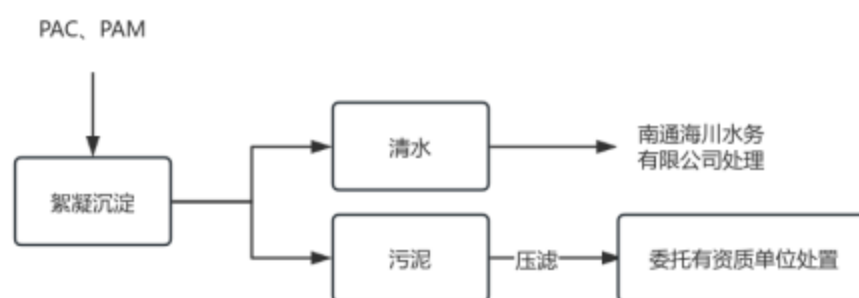 PAC、PAM
絮凝沉淀
清水
南通海川水务
有限公司处理
污泥
压滤
委托有资质单位处置